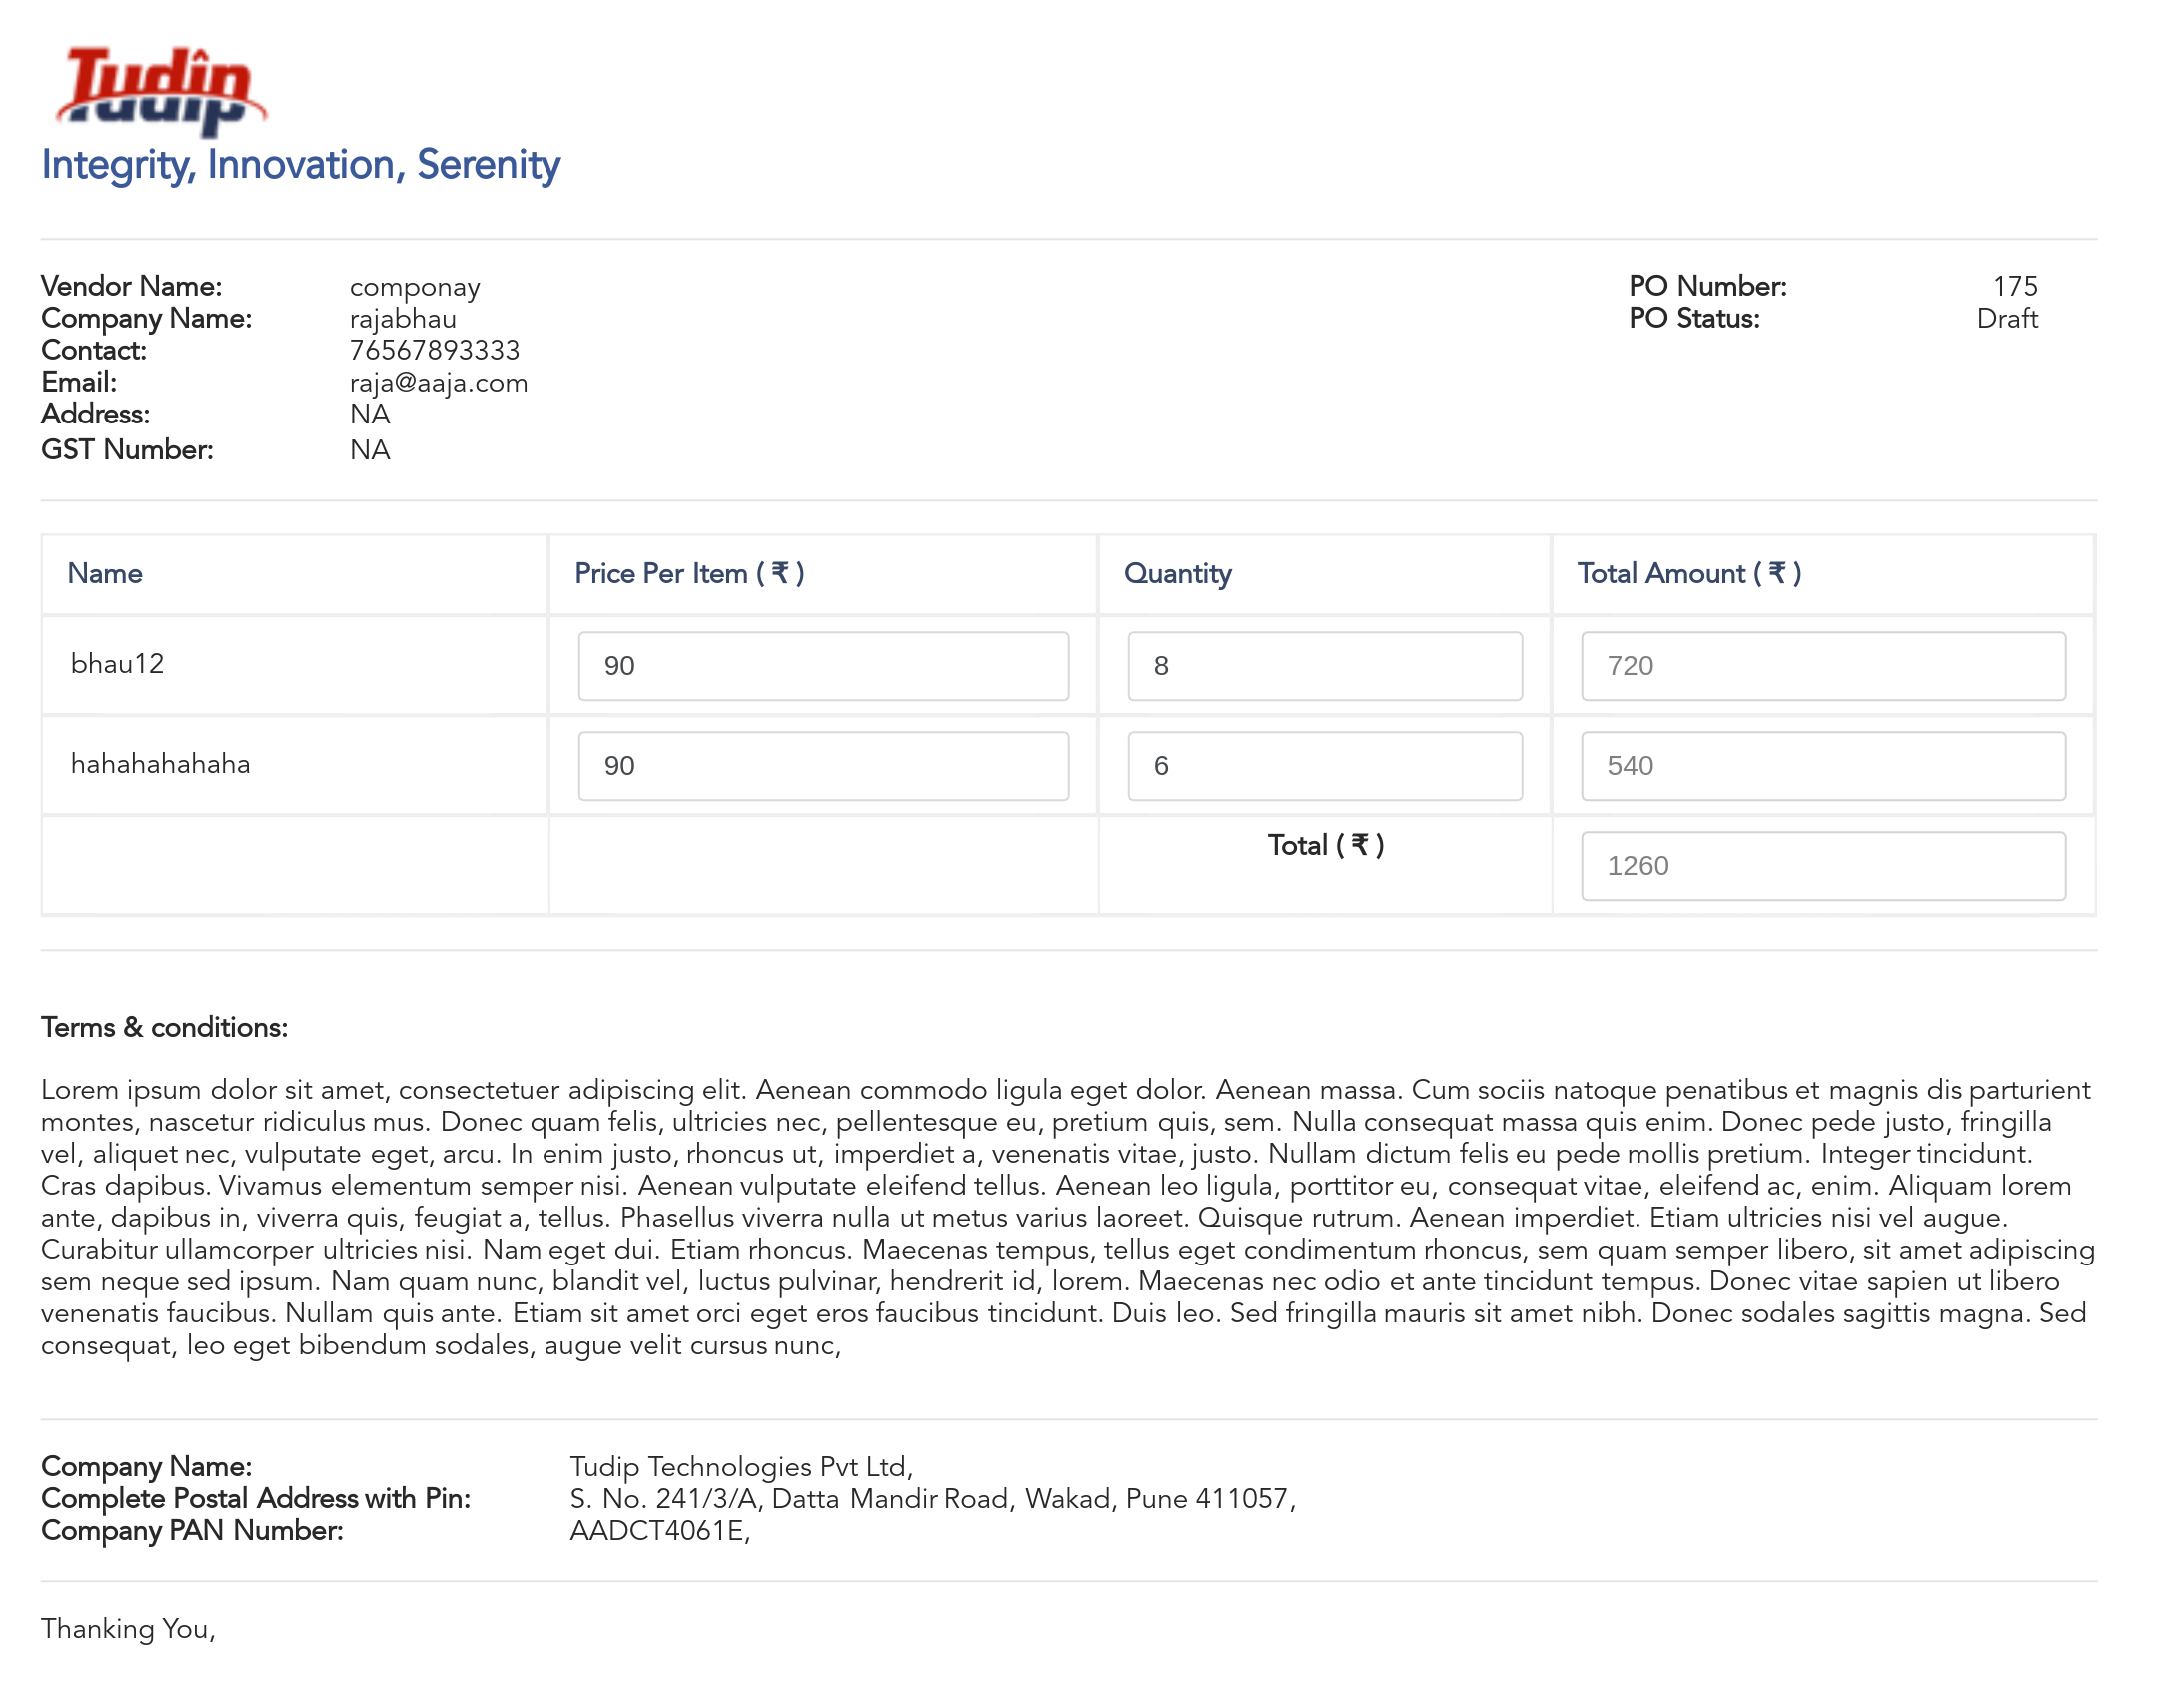 Tudip
Integrity, Innovation, Serenity
Vendor Name: componay
Company Name: rajabhau
Contact: 76567893333
Email: raja@aaja.com
Address: NA
GST Number: NA
PO Number: 175
PO Status: Draft
Name Price Per Item ( ₹ ) Quantity Total Amount ( ₹ )
bhau12 90 8 720
hahahahahaha 90 6 540
Total ( ₹ ) 1260
Terms & conditions:
Lorem ipsum dolor sit amet, consectetuer adipiscing elit. Aenean commodo ligula eget dolor. Aenean massa. Cum sociis natoque penatibus et magnis dis parturient
montes, nascetur ridiculus mus. Donec quam felis, ultricies nec, pellentesque eu, pretium quis, sem. Nulla consequat massa quis enim. Donec pede justo, fringilla
vel, aliquet nec, vulputate eget, arcu. In enim justo, rhoncus ut, imperdiet a, venenatis vitae, justo. Nullam dictum felis eu pede mollis pretium. Integer tincidunt.
Cras dapibus. Vivamus elementum semper nisi. Aenean vulputate eleifend tellus. Aenean leo ligula, porttitor eu, consequat vitae, eleifend ac, enim. Aliquam lorem
ante, dapibus in, viverra quis, feugiat a, tellus. Phasellus viverra nulla ut metus varius laoreet. Quisque rutrum. Aenean imperdiet. Etiam ultricies nisi vel augue.
Curabitur ullamcorper ultricies nisi. Nam eget dui. Etiam rhoncus. Maecenas tempus, tellus eget condimentum rhoncus, sem quam semper libero, sit amet adipiscing
sem neque sed ipsum. Nam quam nunc, blandit vel, luctus pulvinar, hendrerit id, lorem. Maecenas nec odio et ante tincidunt tempus. Donec vitae sapien ut libero
venenatis faucibus. Nullam quis ante. Etiam sit amet orci eget eros faucibus tincidunt. Duis leo. Sed fringilla mauris sit amet nibh. Donec sodales sagittis magna. Sed
consequat, leo eget bibendum sodales, augue velit cursus nunc,
Company Name: Tudip Technologies Pvt Ltd,
Complete Postal Address with Pin: S. No. 241/3/A, Datta Mandir Road, Wakad, Pune 411057,
Company PAN Number: AADCT4061E,
Thanking You,